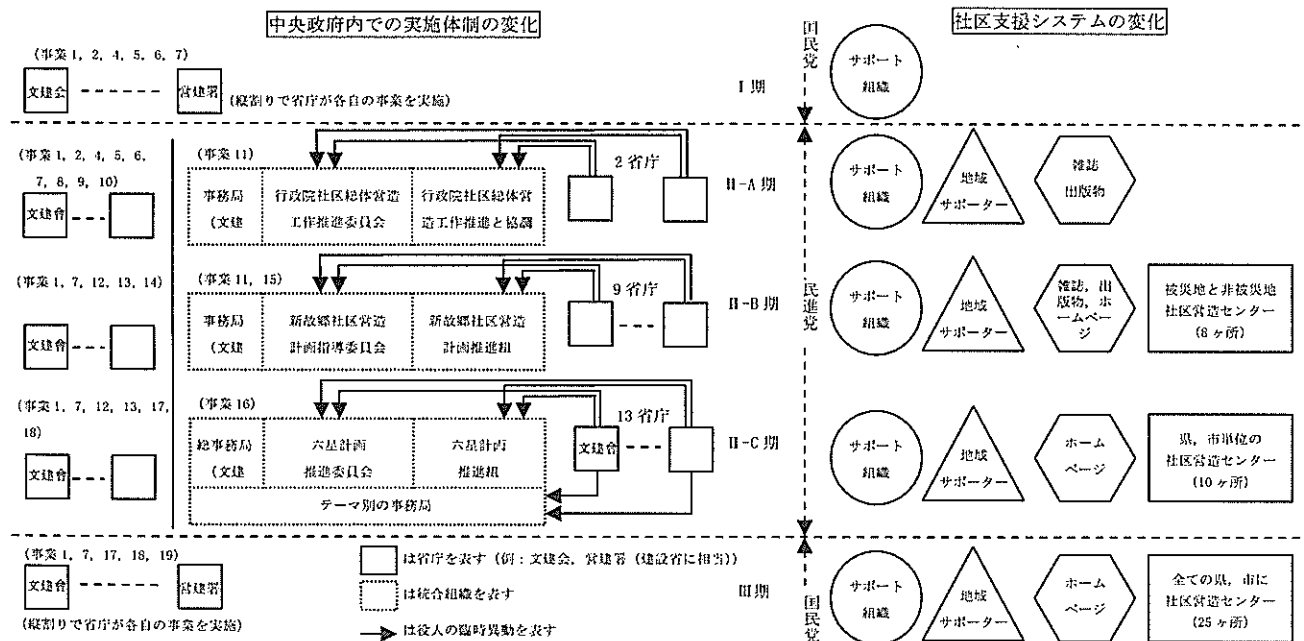 中央政府内での実施体制の変化
社区支援システムの変化
(事業 1, 2, 4, 5, 6, 7)
文建会
営建署
(縦割りで省庁が各自の事業を実施)
I 期
国民党
サポート
組織
(事業 1, 2, 4, 5, 6,
7, 8, 9, 10)
文建會
(事業 11)
事務局
(文建
行政院社区総体営造
工作推進委員会
行政院社区総体営
造工作推進と協調
2 省庁
II-A 期
民進党
サポート
組織
地域
サポーター
雑誌
出版物
(事業 1, 7, 12, 13, 14)
文建會
(事業 11, 15)
事務局
(文建
新故郷社区営造
計画指導委員会
新故郷社区営造
計画推進組
9 省庁
II-B 期
サポート
組織
地域
サポーター
雑誌, 出
版物, ホ
ームペー
ジ
被災地と非被災地
社区営造センター
(8ヶ所)
(事業 1, 7, 12, 13, 17,
18)
文建會
(事業 16)
総事務局
(文建
六星計画
推進委員会
六星計画
推進組
テーマ別の事務局
13 省庁
文建會
II-C 期
サポート
組織
地域
サポーター
ホーム
ページ
県, 市単位の
社区営造センター
(10ヶ所)
(事業 1, 7, 17, 18, 19)
文建會
営建署
(縦割りで省庁が各自の事業を実施)
は省庁を表す (例：文建会, 営建署 (建設省に相当))
は統合組織を表す
は役人の臨時異動を表す
III 期
国民党
サポート
組織
地域
サポーター
ホーム
ページ
全ての県, 市に
社区営造センター
(25ヶ所)